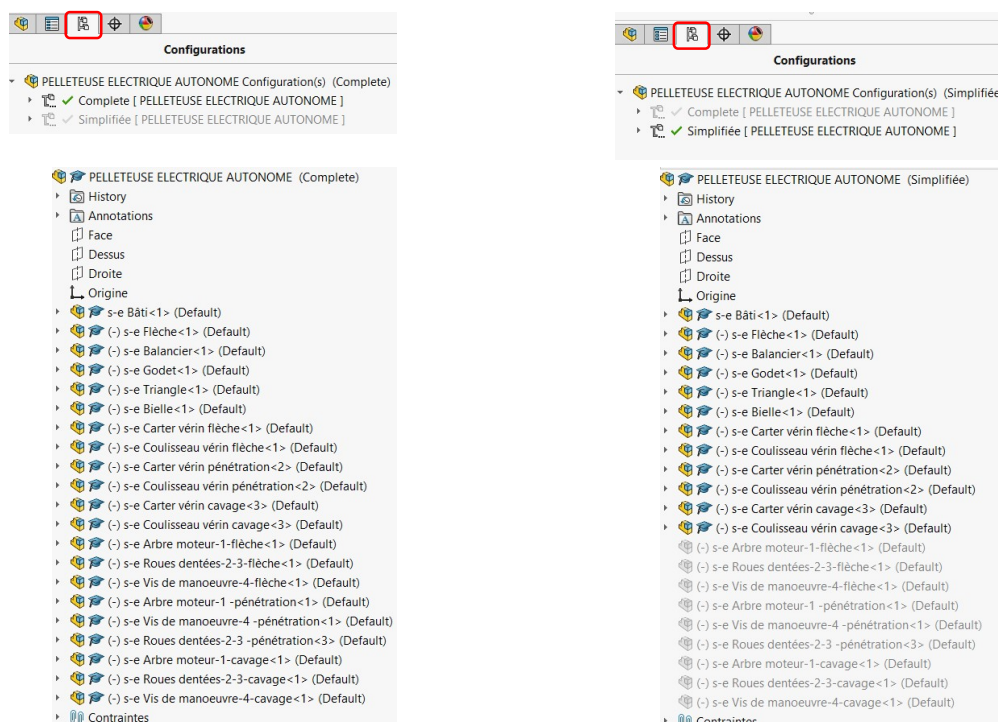 Configurations
PELLETEUSE ELECTRIQUE AUTONOME Configuration(s) (Complete)
Complete [ PELLETEUSE ELECTRIQUE AUTONOME ]
Simplifiée [ PELLETEUSE ELECTRIQUE AUTONOME ]
PELLETEUSE ELECTRIQUE AUTONOME (Complete)
History
Annotations
Face
Dessus
Droite
Origine
s-e Bâti<1> (Default)
(-) s-e Flèche<1> (Default)
(-) s-e Balancier<1> (Default)
(-) s-e Godet<1> (Default)
(-) s-e Triangle<1> (Default)
(-) s-e Bielle<1> (Default)
(-) s-e Carter vérin flèche<1> (Default)
(-) s-e Coulisseau vérin flèche<1> (Default)
(-) s-e Carter vérin pénétration<2> (Default)
(-) s-e Coulisseau vérin pénétration<2> (Default)
(-) s-e Carter vérin cavage<3> (Default)
(-) s-e Coulisseau vérin cavage<3> (Default)
(-) s-e Arbre moteur-1-flèche<1> (Default)
(-) s-e Roues dentées-2-3-flèche<1> (Default)
(-) s-e Vis de manoeuvre-4-flèche<1> (Default)
(-) s-e Arbre moteur-1 -pénétration<1> (Default)
(-) s-e Vis de manoeuvre-4 -pénétration<1> (Default)
(-) s-e Roues dentées-2-3 -pénétration<3> (Default)
(-) s-e Arbre moteur-1-cavage<1> (Default)
(-) s-e Roues dentées-2-3-cavage<1> (Default)
(-) s-e Vis de manoeuvre-4-cavage<1> (Default)
Contraintes
Configurations
PELLETEUSE ELECTRIQUE AUTONOME Configuration(s) (Simplifiée
Complete [ PELLETEUSE ELECTRIQUE AUTONOME ]
Simplifiée [ PELLETEUSE ELECTRIQUE AUTONOME ]
PELLETEUSE ELECTRIQUE AUTONOME (Simplifiée)
History
Annotations
Face
Dessus
Droite
Origine
s-e Bâti<1> (Default)
(-) s-e Flèche<1> (Default)
(-) s-e Balancier<1> (Default)
(-) s-e Godet<1> (Default)
(-) s-e Triangle<1> (Default)
(-) s-e Bielle<1> (Default)
(-) s-e Carter vérin flèche<1> (Default)
(-) s-e Coulisseau vérin flèche<1> (Default)
(-) s-e Carter vérin pénétration<2> (Default)
(-) s-e Coulisseau vérin pénétration<2> (Default)
(-) s-e Carter vérin cavage<3> (Default)
(-) s-e Coulisseau vérin cavage<3> (Default)
(-) s-e Arbre moteur-1-flèche<1> (Default)
(-) s-e Roues dentées-2-3-flèche<1> (Default)
(-) s-e Vis de manoeuvre-4-flèche<1> (Default)
(-) s-e Arbre moteur-1 -pénétration<1> (Default)
(-) s-e Vis de manoeuvre-4 -pénétration<1> (Default)
(-) s-e Roues dentées-2-3 -pénétration<3> (Default)
(-) s-e Arbre moteur-1-cavage<1> (Default)
(-) s-e Roues dentées-2-3-cavage<1> (Default)
(-) s-e Vis de manoeuvre-4-cavage<1> (Default)
Contraintes